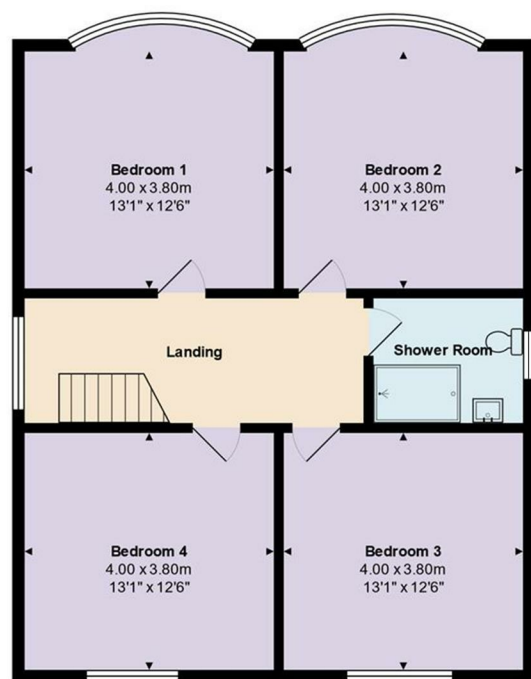 Bedroom 1
4.00 x 3.80m
13'1" x 12'6"
Bedroom 2
4.00 x 3.80m
13'1" x 12'6"
Landing
Shower Room
Bedroom 4
4.00 x 3.80m
13'1" x 12'6"
Bedroom 3
4.00 x 3.80m
13'1" x 12'6"